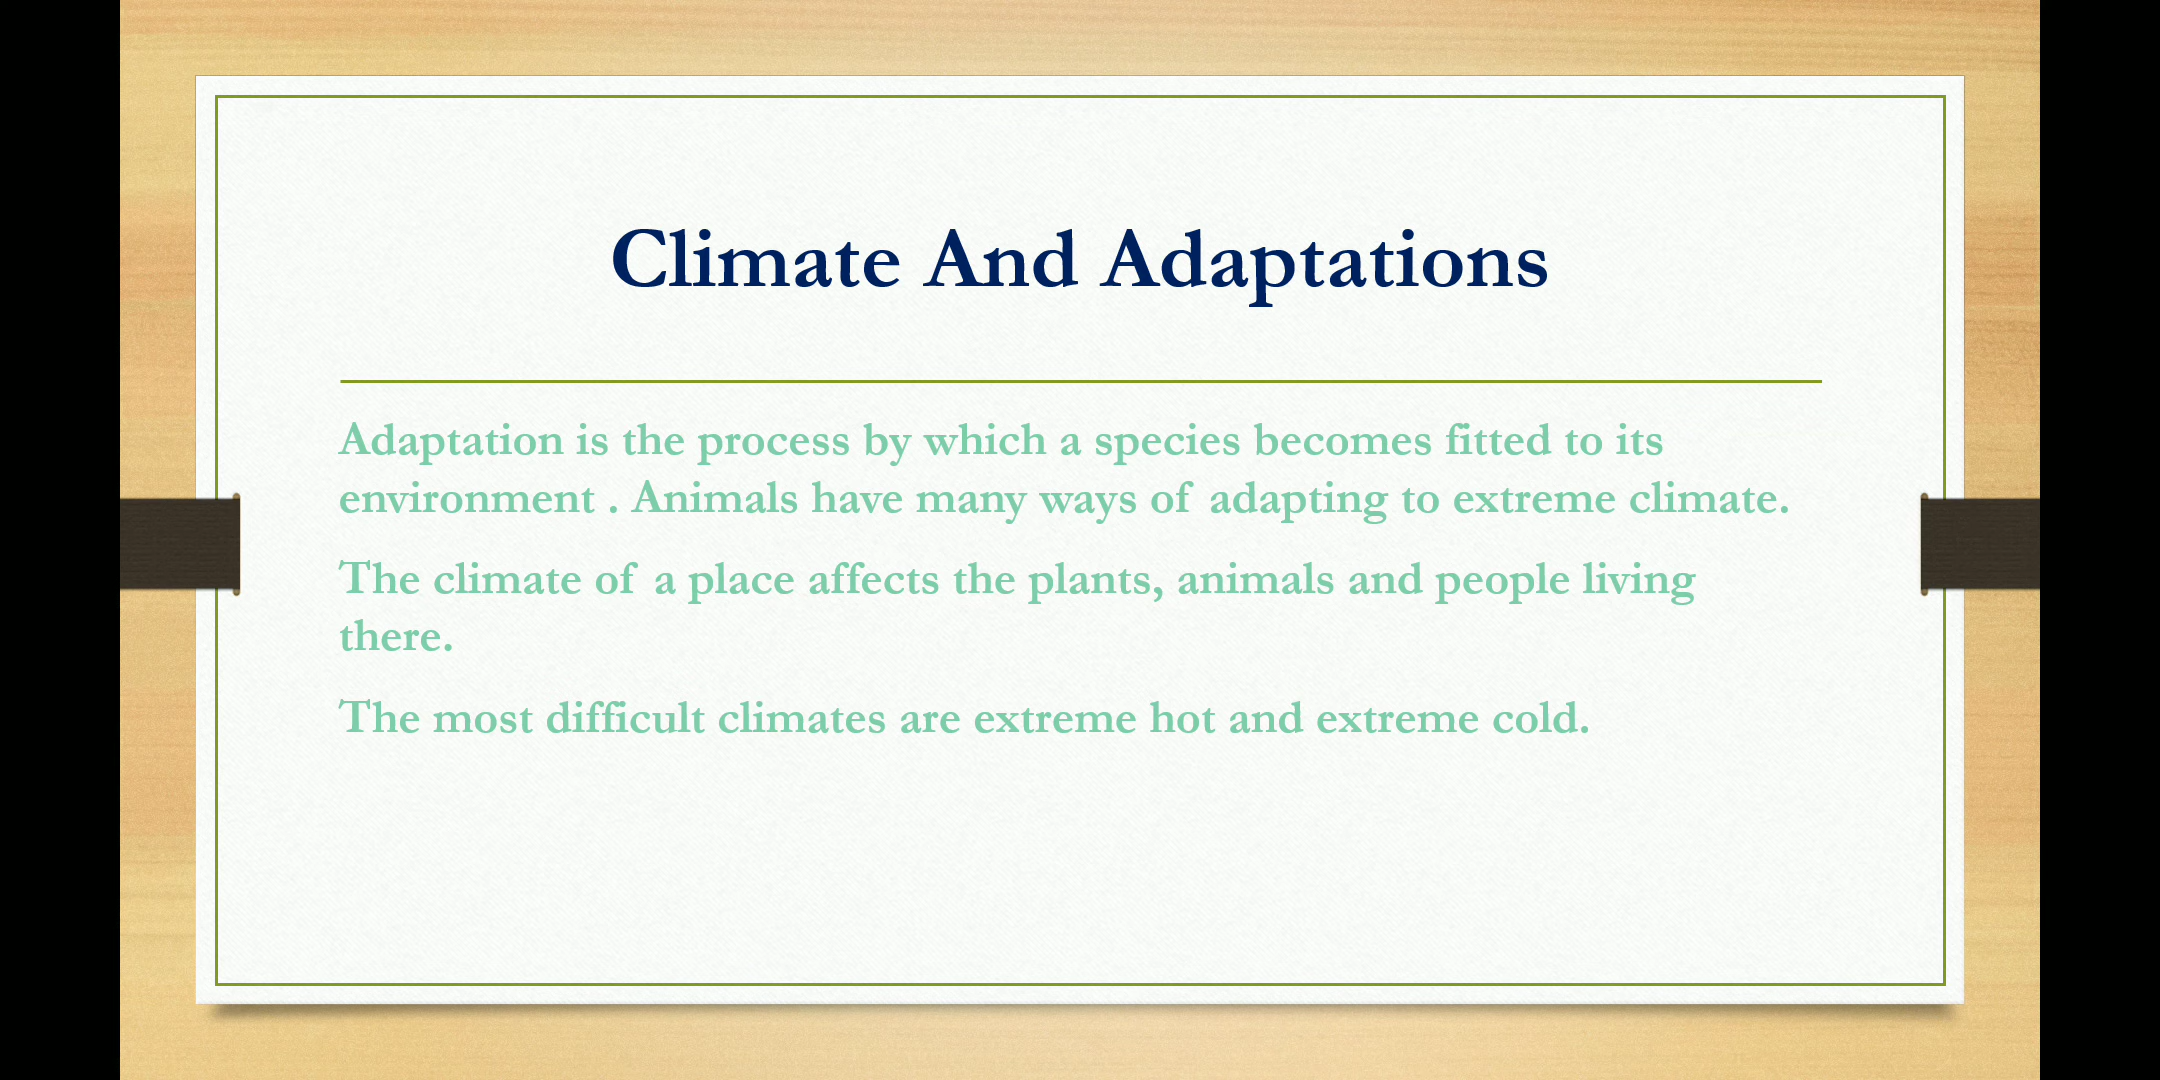 Climate And Adaptations
Adaptation is the process by which a species becomes fitted to its
environment . Animals have many ways of adapting to extreme climate.
The climate of a place affects the plants, animals and people living
there.
The most difficult climates are extreme hot and extreme cold.